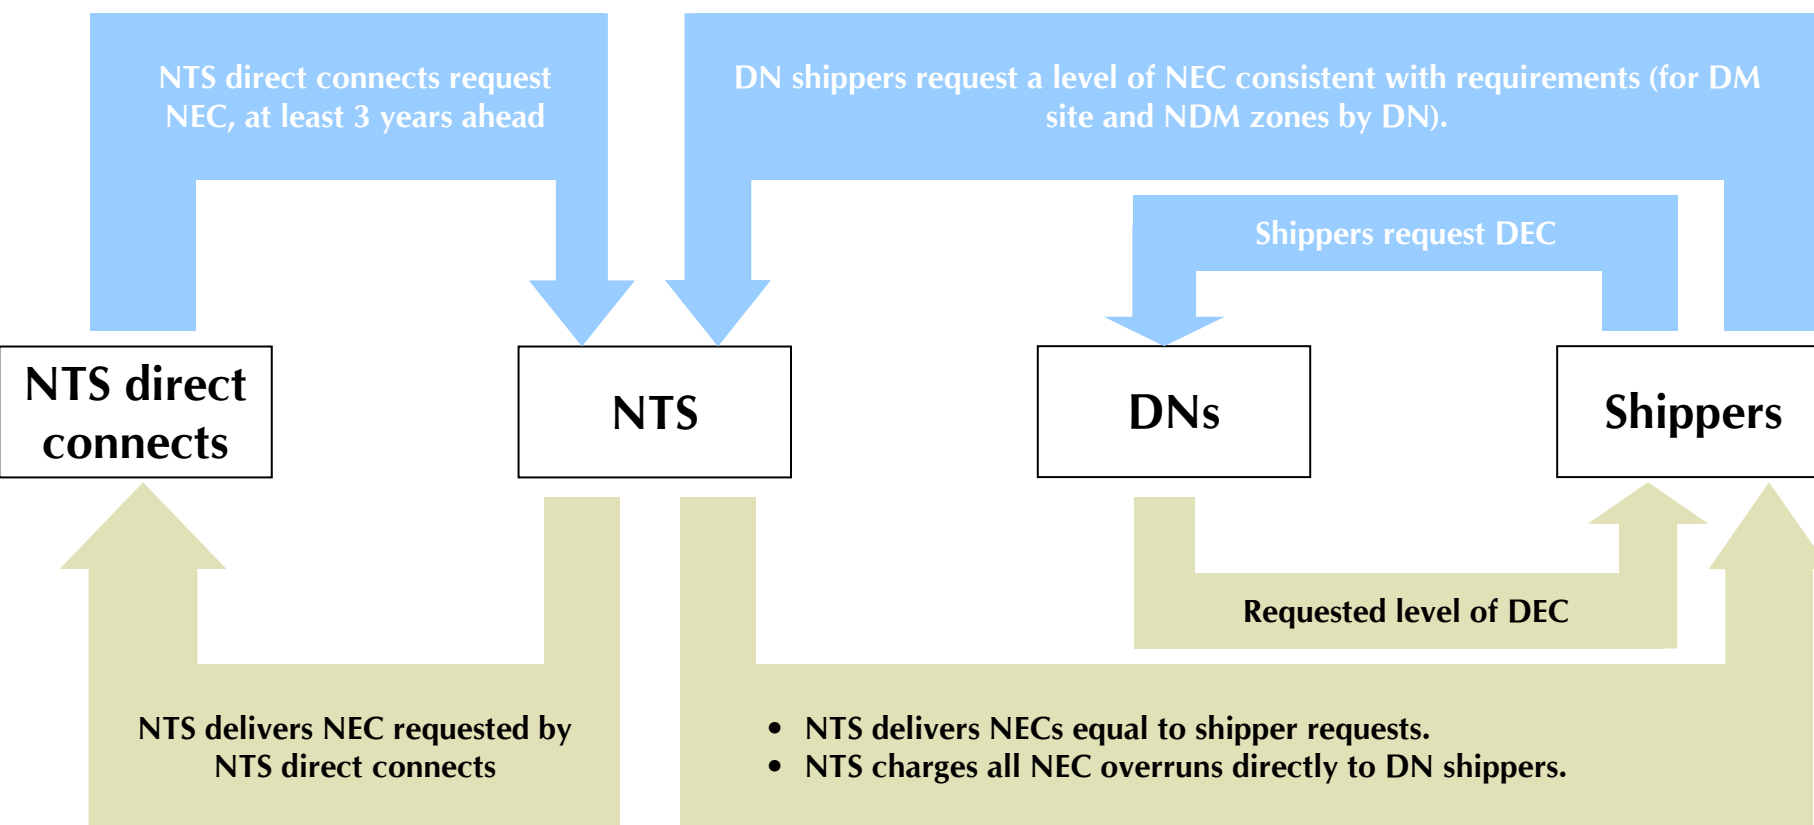 NTS direct connects request
NEC, at least 3 years ahead
DN shippers request a level of NEC consistent with requirements (for DM
site and NDM zones by DN).
Shippers request DEC
NTS direct
connects
NTS
DNs
Shippers
Requested level of DEC
NTS delivers NEC requested by
NTS direct connects
• NTS delivers NECs equal to shipper requests.
• NTS charges all NEC overruns directly to DN shippers.